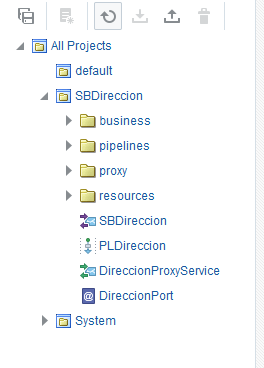 All Projects
default
SBDireccion
business
pipelines
proxy
resources
SBDireccion
PLDireccion
DireccionProxyService
@ DireccionPort
System